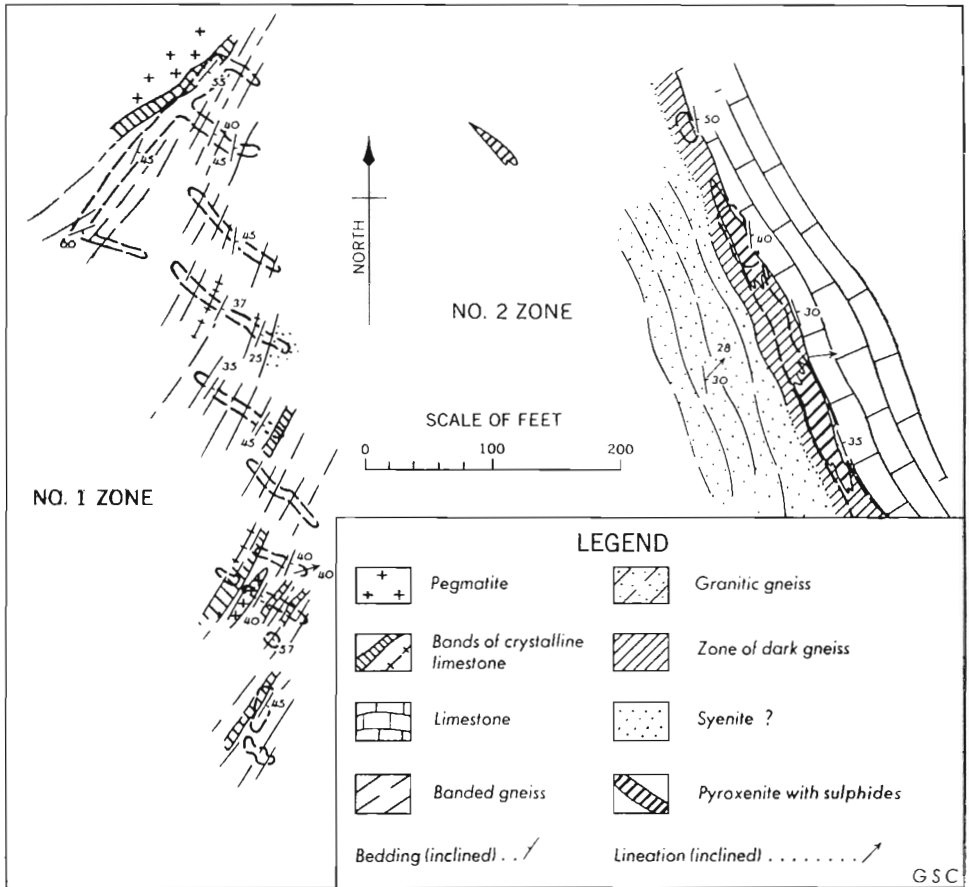 55
40
45
45
80
45
37
25
35
45
40
40
40
57
45
NORTH
NO. 1 ZONE
NO. 2 ZONE
SCALE OF FEET
0 100 200
50
40
30
28
30
35
LEGEND
Pegmatite
Granitic gneiss
Bands of crystalline
limestone
Zone of dark gneiss
Limestone
Syenite ?
Banded gneiss
Pyroxenite with sulphides
Bedding (inclined) . .
Lineation (inclined) . . . . . . . .
GSC